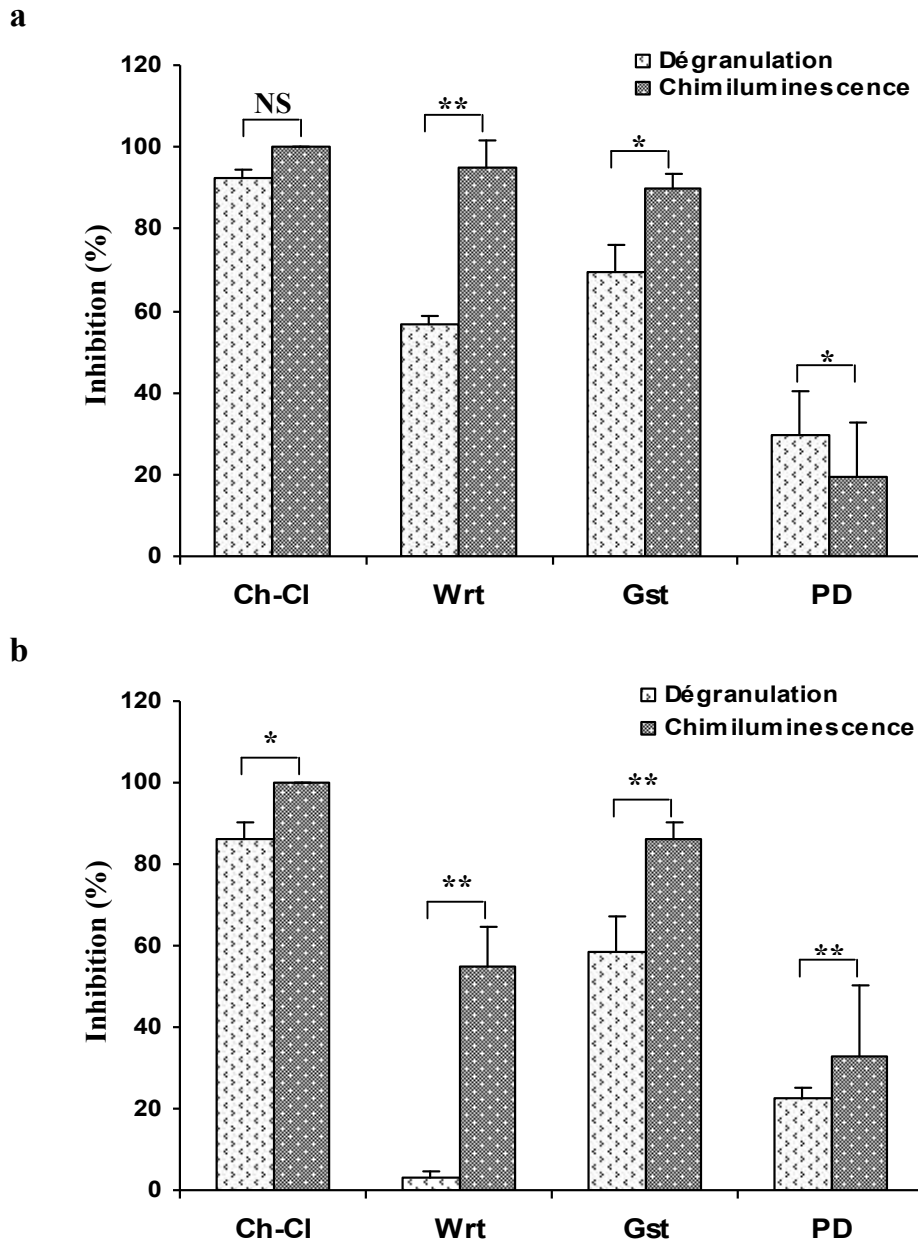 a
Inhibition (%)
120
100
80
60
40
20
0
Dégranulation
Chimiluminescence
NS
**
*
*
Ch-Cl
Wrt
Gst
PD
b
Inhibition (%)
120
100
80
60
40
20
0
Dégranulation
Chimiluminescence
*
**
**
**
Ch-Cl
Wrt
Gst
PD